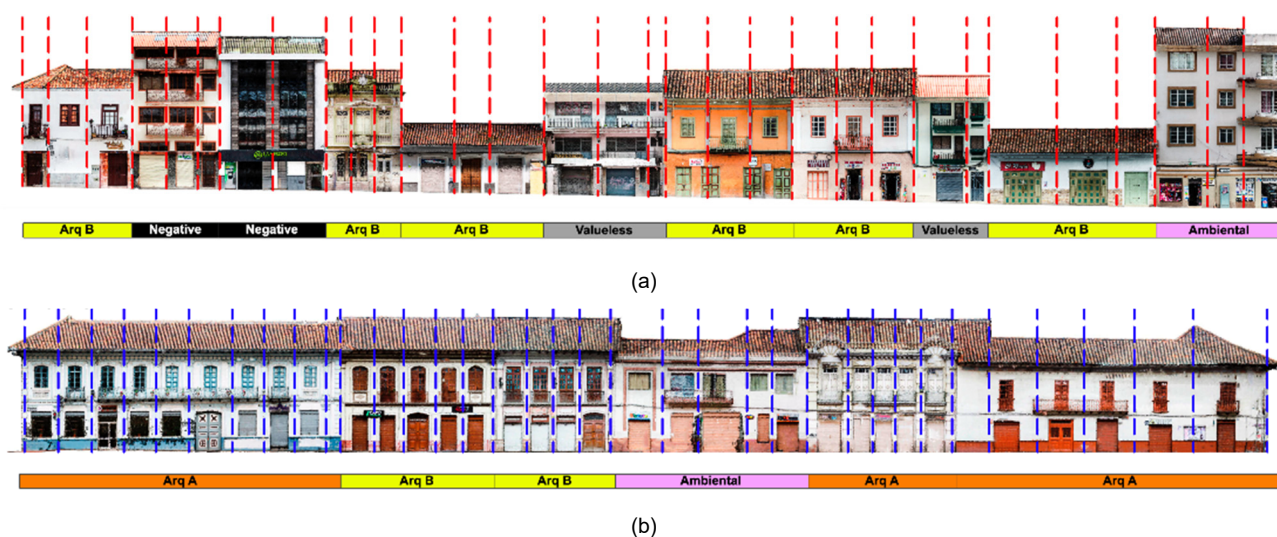 Arq B Negative Negative Arq B Arq B Valueless Arq B Arq B Valueless Arq B Ambiental
(a)
Arq A Arq B Arq B Ambiental Arq A Arq A
(b)